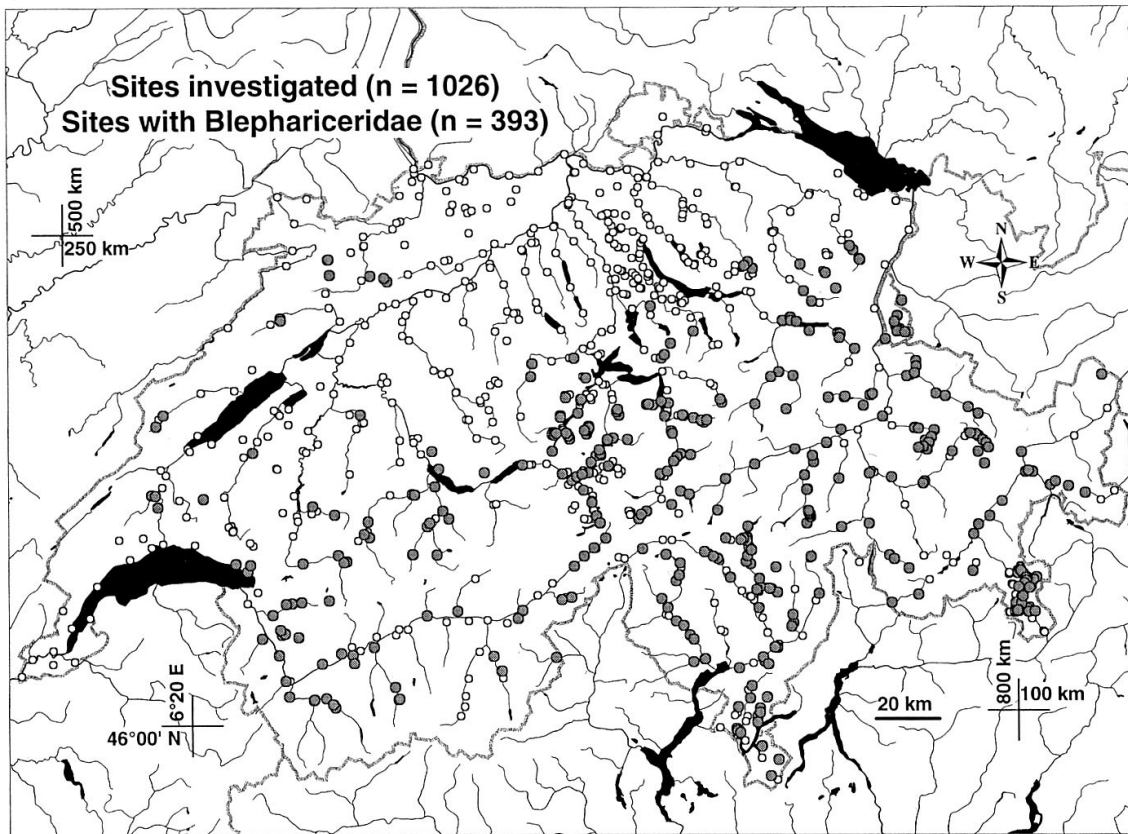 Sites investigated (n = 1026)
Sites with Blephariceridae (n = 393)
500 km
250 km
N
W E
S
6°20 E
46°00' N
20 km
800 km
100 km